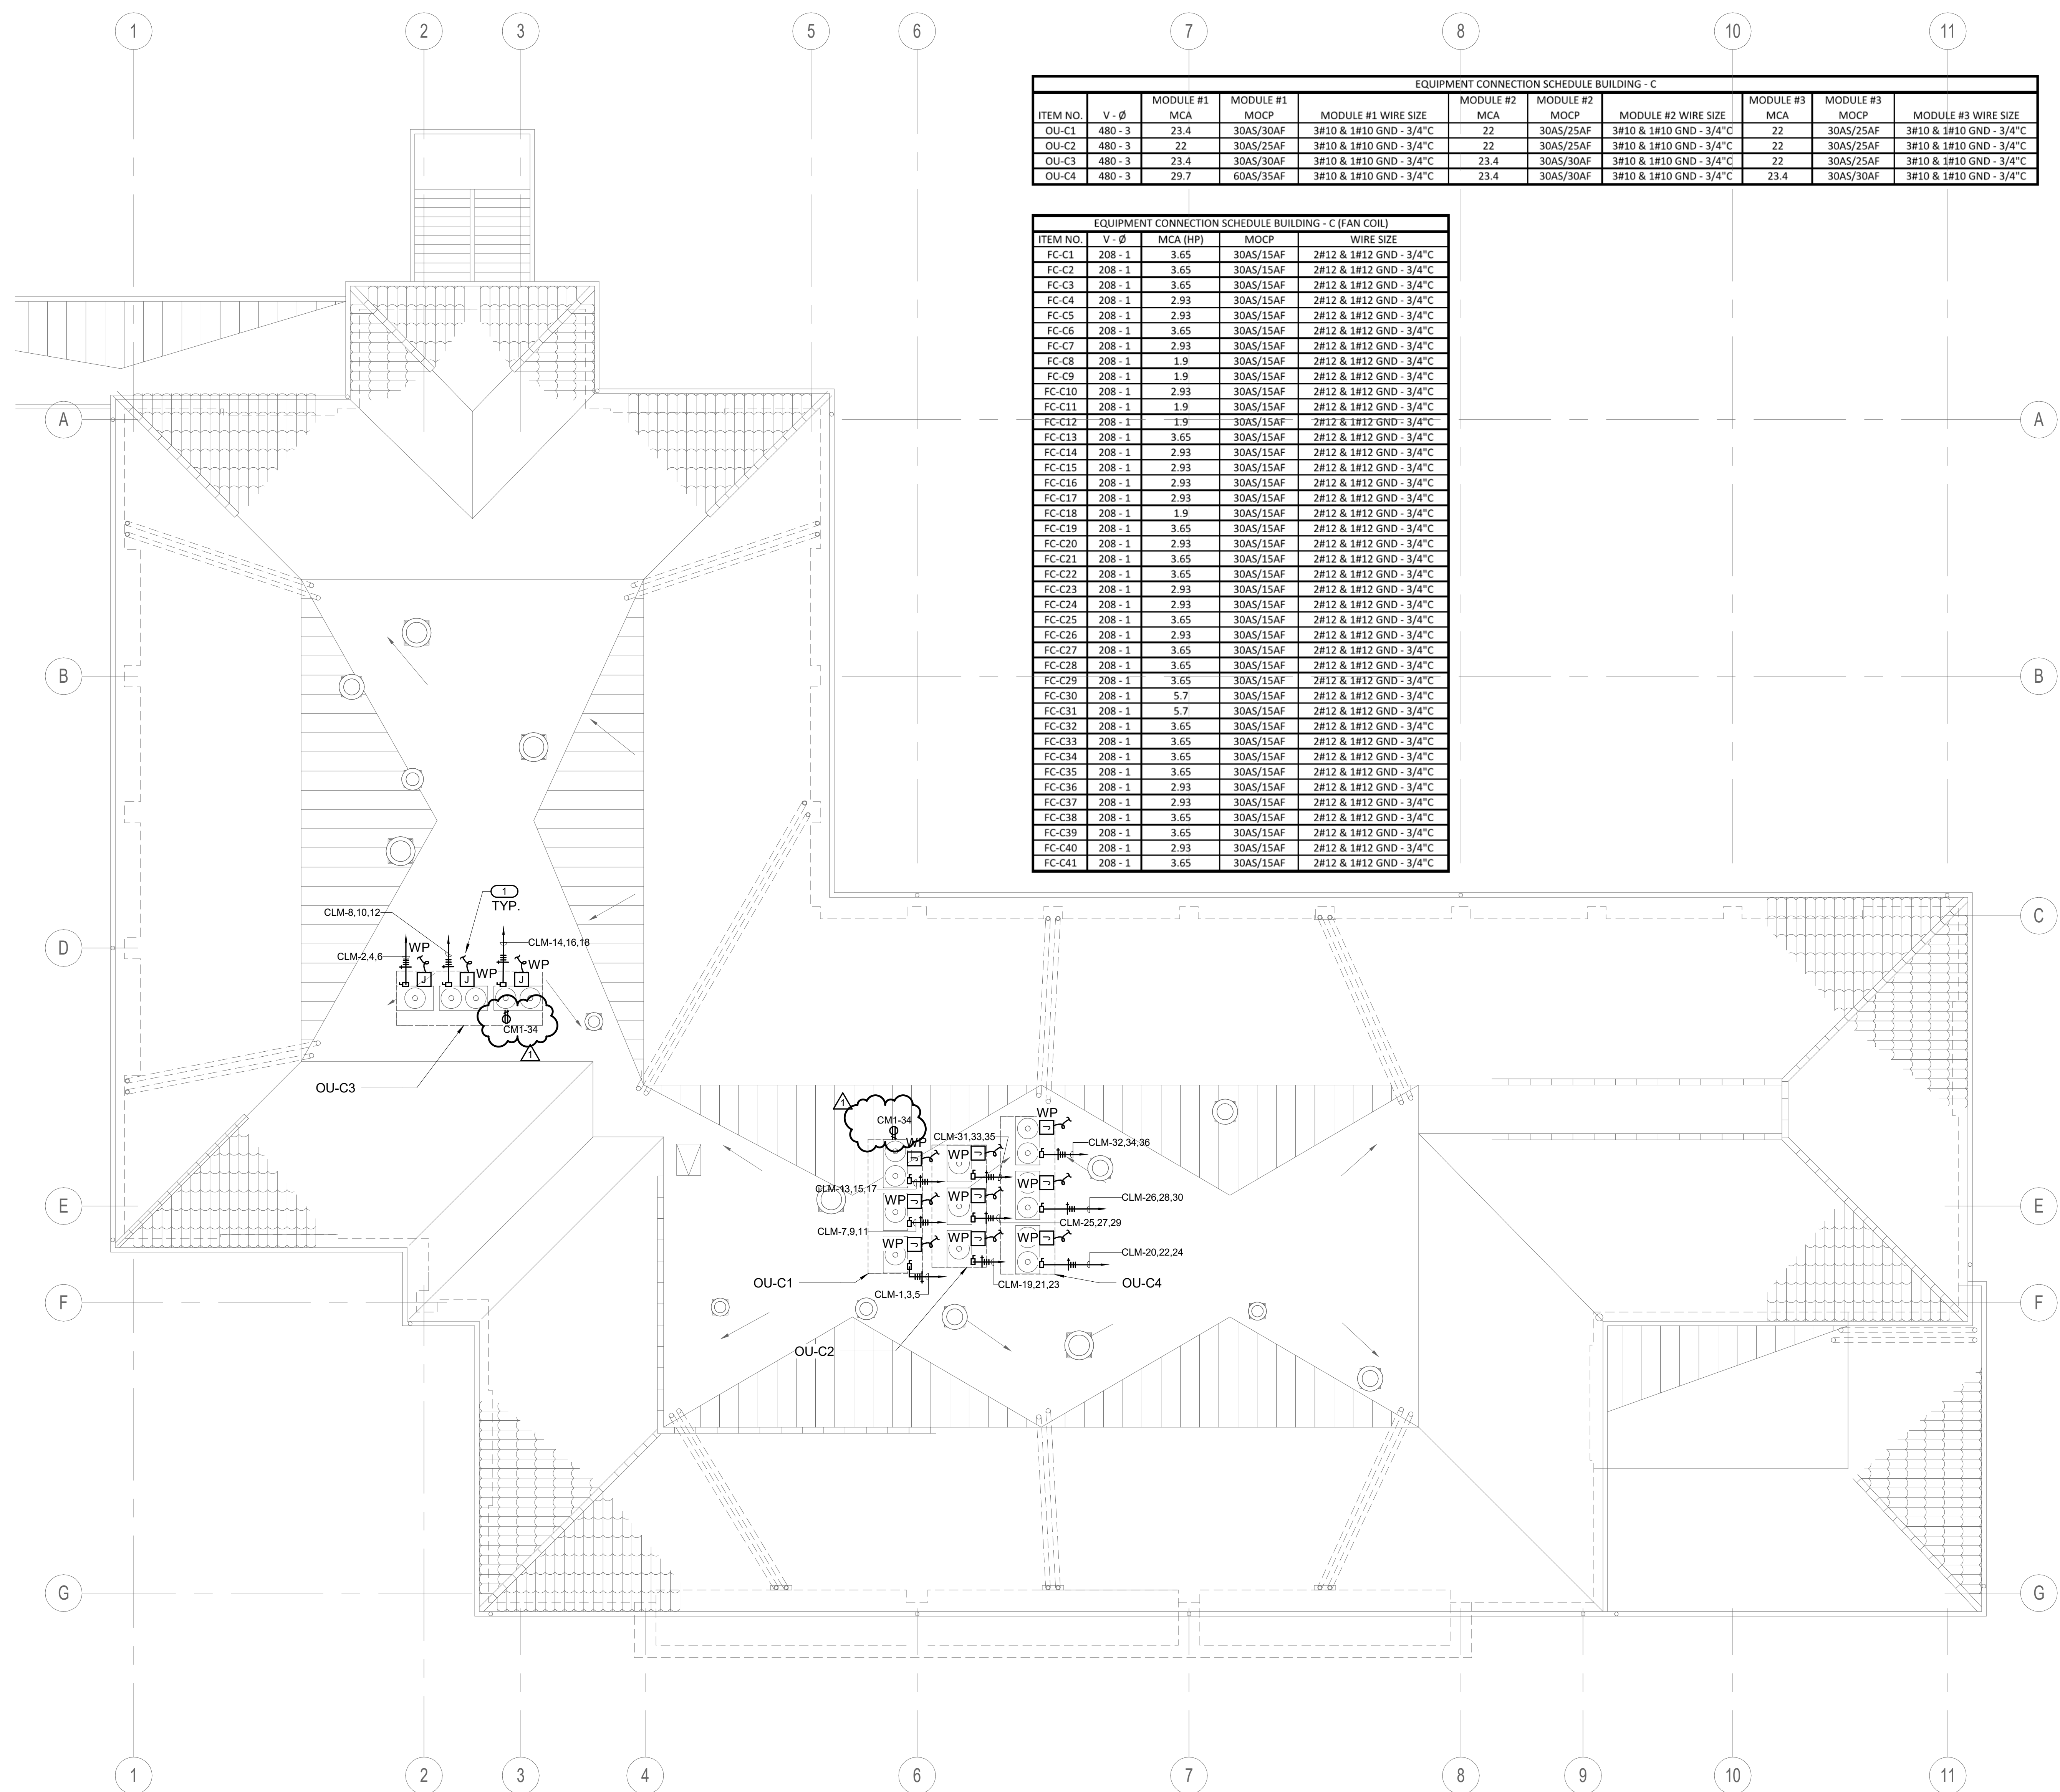 1 2 3 5 6 7 8 10 11
EQUIPMENT CONNECTION SCHEDULE BUILDING - C
ITEM NO. V - Ø MODULE #1 MCA MODULE #1 MOCP MODULE #1 WIRE SIZE MODULE #2 MCA MODULE #2 MOCP MODULE #2 WIRE SIZE MODULE #3 MCA MODULE #3 MOCP MODULE #3 WIRE SIZE
OU-C1 480 - 3 23.4 30AS/30AF 3#10 & 1#10 GND - 3/4"C 22 30AS/25AF 3#10 & 1#10 GND - 3/4"C 22 30AS/25AF 3#10 & 1#10 GND - 3/4"C
OU-C2 480 - 3 22 30AS/25AF 3#10 & 1#10 GND - 3/4"C 22 30AS/25AF 3#10 & 1#10 GND - 3/4"C 22 30AS/25AF 3#10 & 1#10 GND - 3/4"C
OU-C3 480 - 3 23.4 30AS/30AF 3#10 & 1#10 GND - 3/4"C 23.4 30AS/30AF 3#10 & 1#10 GND - 3/4"C 22 30AS/25AF 3#10 & 1#10 GND - 3/4"C
OU-C4 480 - 3 29.7 60AS/35AF 3#10 & 1#10 GND - 3/4"C 23.4 30AS/30AF 3#10 & 1#10 GND - 3/4"C 23.4 30AS/30AF 3#10 & 1#10 GND - 3/4"C
EQUIPMENT CONNECTION SCHEDULE BUILDING - C (FAN COIL)
ITEM NO. V - Ø MCA (HP) MOCP WIRE SIZE
FC-C1 208 - 1 3.65 30AS/15AF 2#12 & 1#12 GND - 3/4"C
FC-C2 208 - 1 3.65 30AS/15AF 2#12 & 1#12 GND - 3/4"C
FC-C3 208 - 1 3.65 30AS/15AF 2#12 & 1#12 GND - 3/4"C
FC-C4 208 - 1 2.93 30AS/15AF 2#12 & 1#12 GND - 3/4"C
FC-C5 208 - 1 2.93 30AS/15AF 2#12 & 1#12 GND - 3/4"C
FC-C6 208 - 1 3.65 30AS/15AF 2#12 & 1#12 GND - 3/4"C
FC-C7 208 - 1 2.93 30AS/15AF 2#12 & 1#12 GND - 3/4"C
FC-C8 208 - 1 1.9 30AS/15AF 2#12 & 1#12 GND - 3/4"C
FC-C9 208 - 1 1.9 30AS/15AF 2#12 & 1#12 GND - 3/4"C
FC-C10 208 - 1 2.93 30AS/15AF 2#12 & 1#12 GND - 3/4"C
FC-C11 208 - 1 1.9 30AS/15AF 2#12 & 1#12 GND - 3/4"C
FC-C12 208 - 1 1.9 30AS/15AF 2#12 & 1#12 GND - 3/4"C
FC-C13 208 - 1 3.65 30AS/15AF 2#12 & 1#12 GND - 3/4"C
FC-C14 208 - 1 2.93 30AS/15AF 2#12 & 1#12 GND - 3/4"C
FC-C15 208 - 1 2.93 30AS/15AF 2#12 & 1#12 GND - 3/4"C
FC-C16 208 - 1 2.93 30AS/15AF 2#12 & 1#12 GND - 3/4"C
FC-C17 208 - 1 2.93 30AS/15AF 2#12 & 1#12 GND - 3/4"C
FC-C18 208 - 1 1.9 30AS/15AF 2#12 & 1#12 GND - 3/4"C
FC-C19 208 - 1 3.65 30AS/15AF 2#12 & 1#12 GND - 3/4"C
FC-C20 208 - 1 2.93 30AS/15AF 2#12 & 1#12 GND - 3/4"C
FC-C21 208 - 1 3.65 30AS/15AF 2#12 & 1#12 GND - 3/4"C
FC-C22 208 - 1 3.65 30AS/15AF 2#12 & 1#12 GND - 3/4"C
FC-C23 208 - 1 2.93 30AS/15AF 2#12 & 1#12 GND - 3/4"C
FC-C24 208 - 1 2.93 30AS/15AF 2#12 & 1#12 GND - 3/4"C
FC-C25 208 - 1 3.65 30AS/15AF 2#12 & 1#12 GND - 3/4"C
FC-C26 208 - 1 2.93 30AS/15AF 2#12 & 1#12 GND - 3/4"C
FC-C27 208 - 1 3.65 30AS/15AF 2#12 & 1#12 GND - 3/4"C
FC-C28 208 - 1 3.65 30AS/15AF 2#12 & 1#12 GND - 3/4"C
FC-C29 208 - 1 3.65 30AS/15AF 2#12 & 1#12 GND - 3/4"C
FC-C30 208 - 1 5.7 30AS/15AF 2#12 & 1#12 GND - 3/4"C
FC-C31 208 - 1 5.7 30AS/15AF 2#12 & 1#12 GND - 3/4"C
FC-C32 208 - 1 3.65 30AS/15AF 2#12 & 1#12 GND - 3/4"C
FC-C33 208 - 1 3.65 30AS/15AF 2#12 & 1#12 GND - 3/4"C
FC-C34 208 - 1 3.65 30AS/15AF 2#12 & 1#12 GND - 3/4"C
FC-C35 208 - 1 3.65 30AS/15AF 2#12 & 1#12 GND - 3/4"C
FC-C36 208 - 1 2.93 30AS/15AF 2#12 & 1#12 GND - 3/4"C
FC-C37 208 - 1 2.93 30AS/15AF 2#12 & 1#12 GND - 3/4"C
FC-C38 208 - 1 3.65 30AS/15AF 2#12 & 1#12 GND - 3/4"C
FC-C39 208 - 1 3.65 30AS/15AF 2#12 & 1#12 GND - 3/4"C
FC-C40 208 - 1 2.93 30AS/15AF 2#12 & 1#12 GND - 3/4"C
FC-C41 208 - 1 3.65 30AS/15AF 2#12 & 1#12 GND - 3/4"C
A A
B B
1
TYP.
CLM-8,10,12
C
D
WP
CLM-14,16,18
CLM-2,4,6
WP WP
J J J
CM1-34
1
OU-C3
1
CM1-34
WP
WP
J
CLM-31,33,35
CLM-32,34,36
WP
J J
CLM-13,15,17
WP WP WP
J J J
CLM-26,28,30
E E
CLM-7,9,11
CLM-25,27,29
WP WP WP
J J J
CLM-20,22,24
OU-C1
CLM-19,21,23
OU-C4
CLM-1,3,5
F F
OU-C2
G G
1 2 3 4 6 7 8 9 10 11